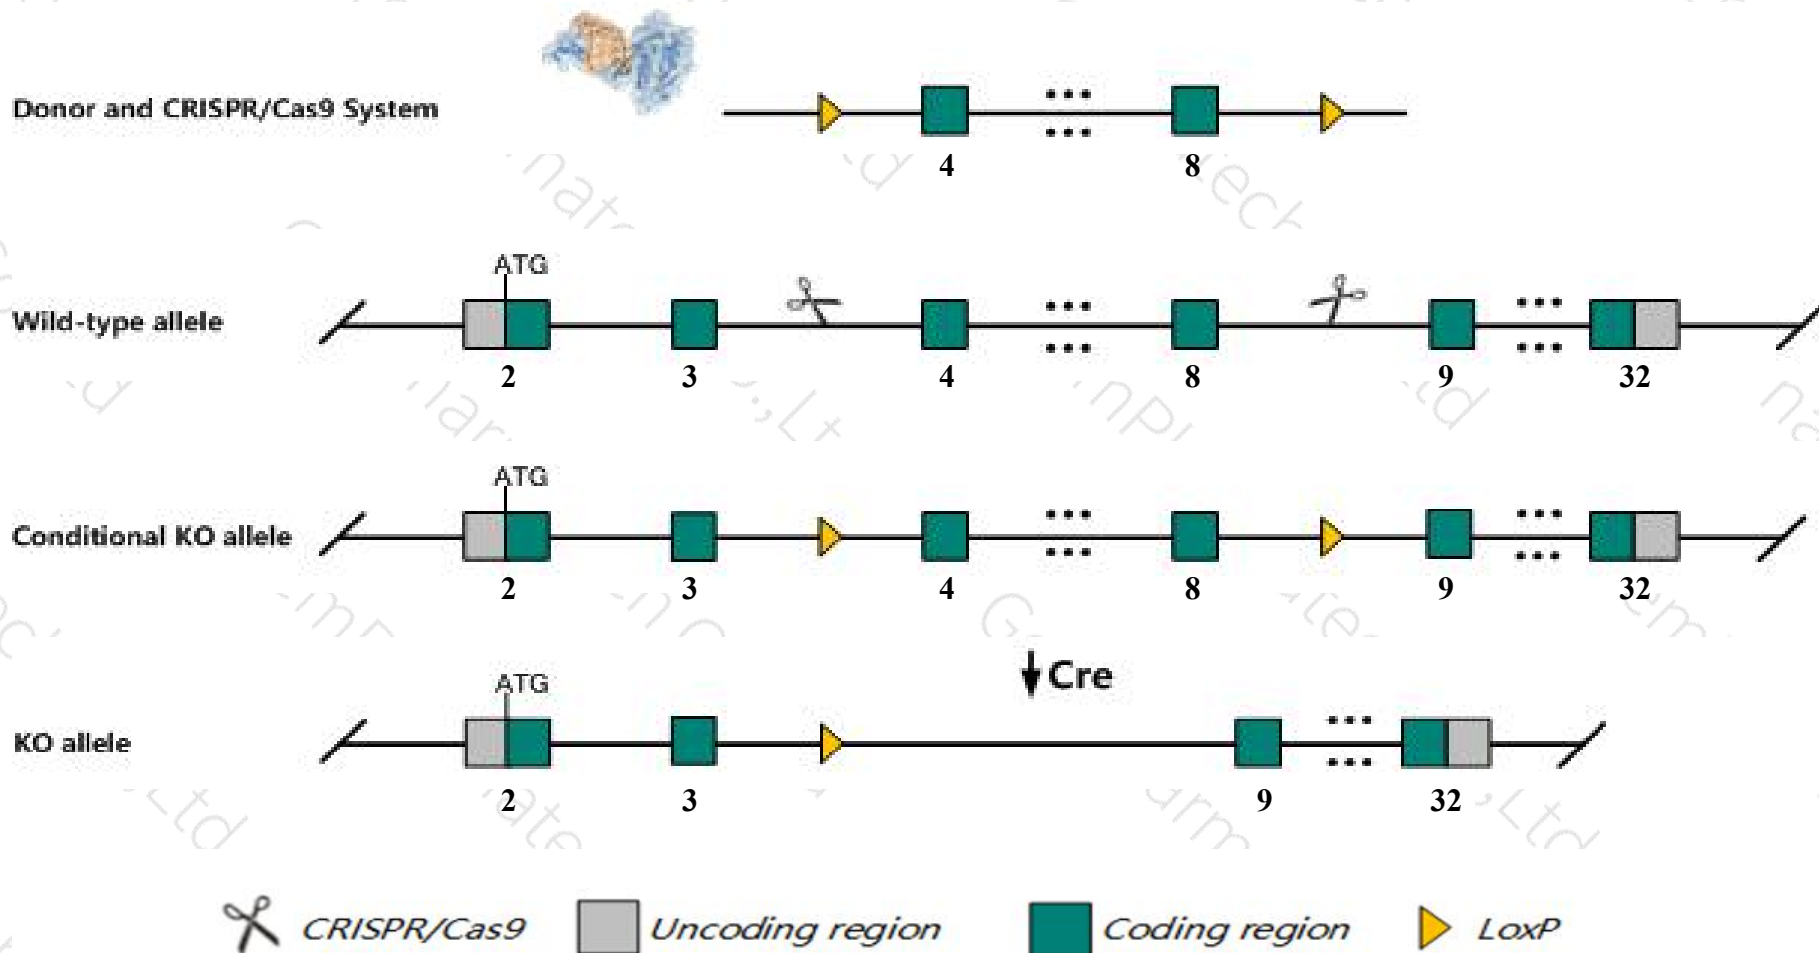 Donor and CRISPR/Cas9 System
4 8
ATG
Wild-type allele
2 3 4 8 9 32
ATG
Conditional KO allele
2 3 4 8 9 32
Cre
ATG
KO allele
2 3 9 32
CRISPR/Cas9 Uncoding region Coding region LoxP